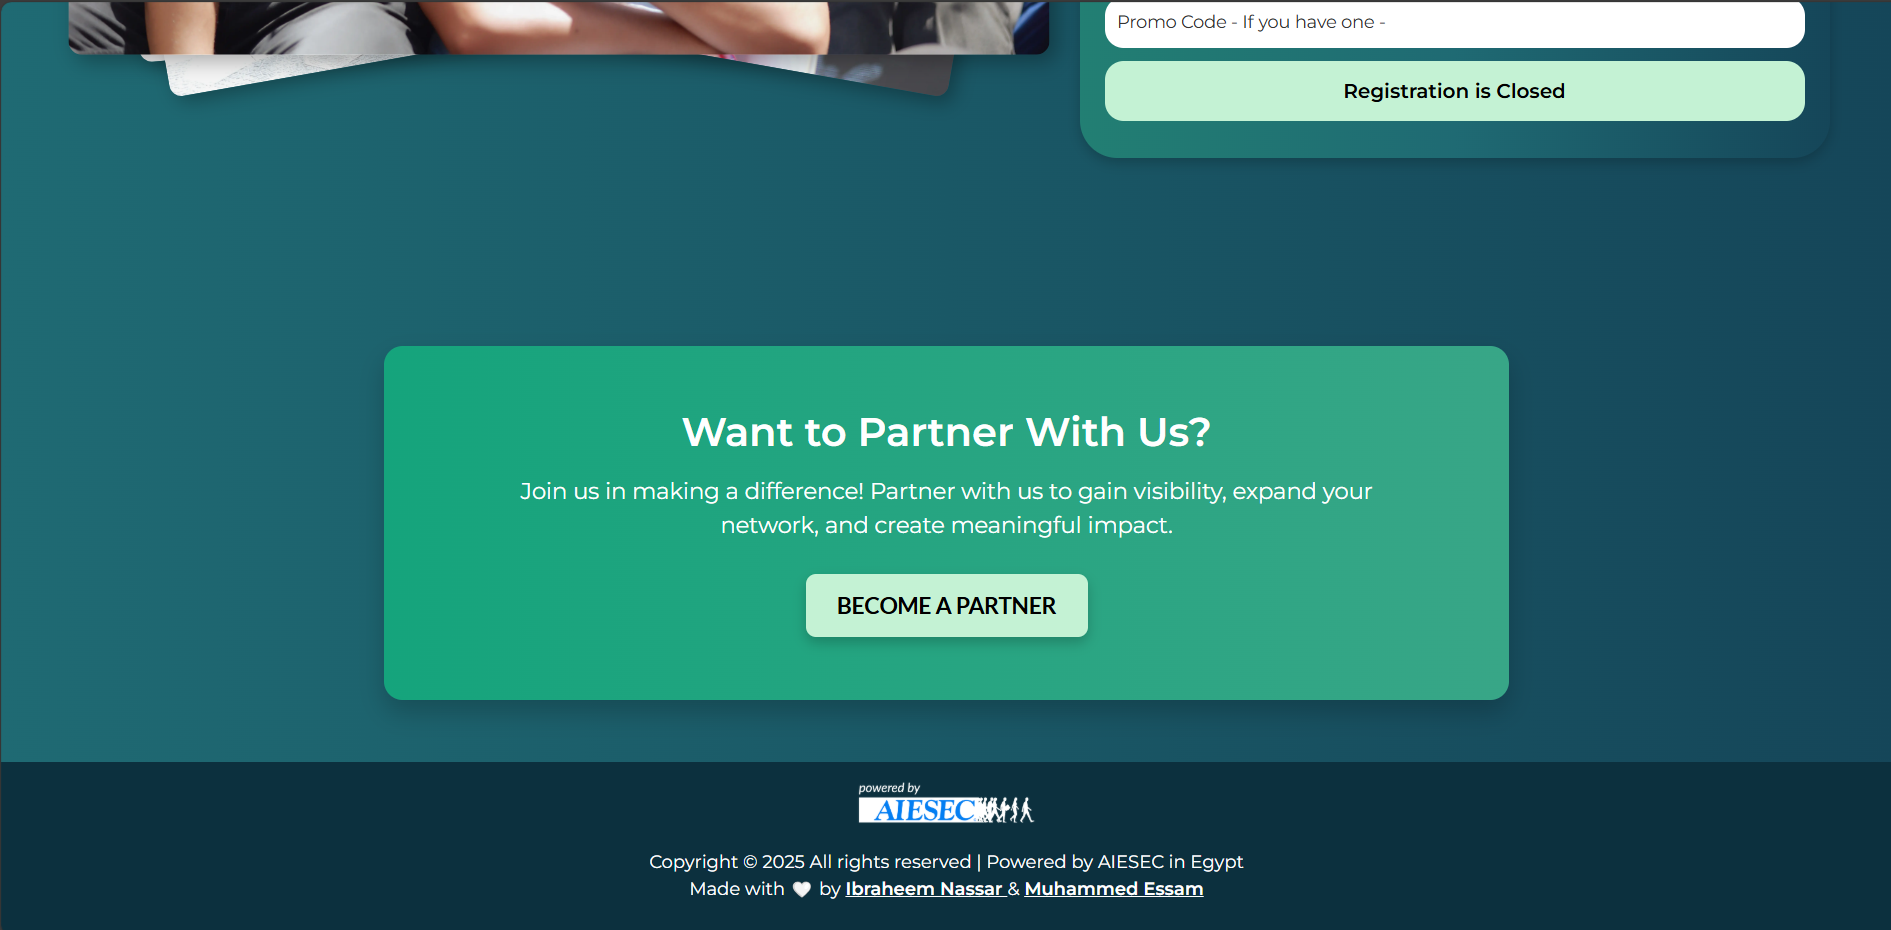 Promo Code - If you have one -
Registration is Closed
Want to Partner With Us?
Join us in making a difference! Partner with us to gain visibility, expand your
network, and create meaningful impact.
BECOME A PARTNER
powered by
AIESEC
Copyright © 2025 All rights reserved | Powered by AIESEC in Egypt
Made with 🤍 by Ibraheem Nassar & Muhammed Essam